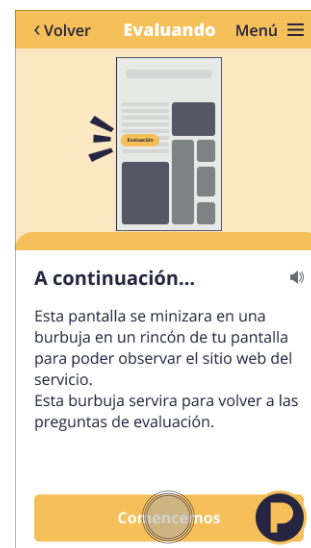 < Volver Evaluando Menú
Evaluación
A continuación...
Esta pantalla se minizara en una
burbuja en un rincón de tu pantalla
para poder observar el sitio web del
servicio.
Esta burbuja servira para volver a las
preguntas de evaluación.
Comencemos
P